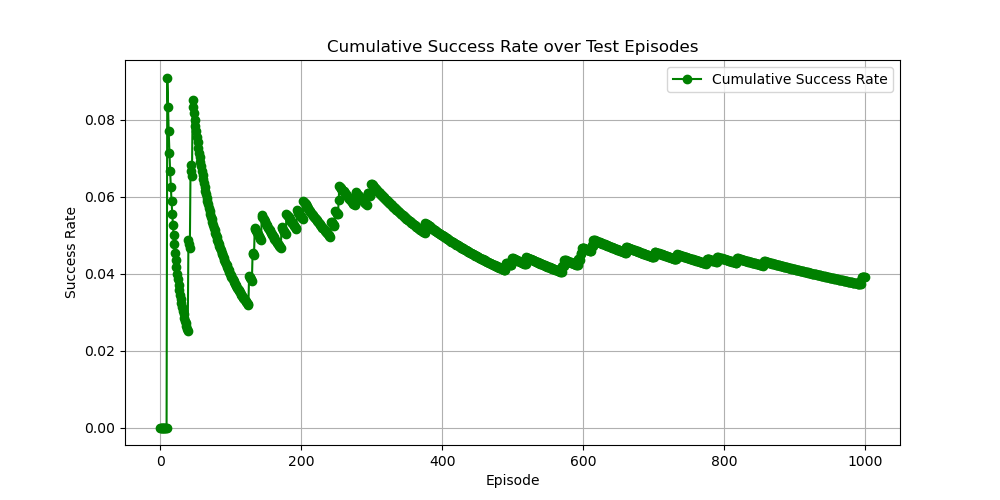 Cumulative Success Rate over Test Episodes
Cumulative Success Rate
Success Rate
0.08
0.06
0.04
0.02
0.00
0 200 400 600 800 1000
Episode